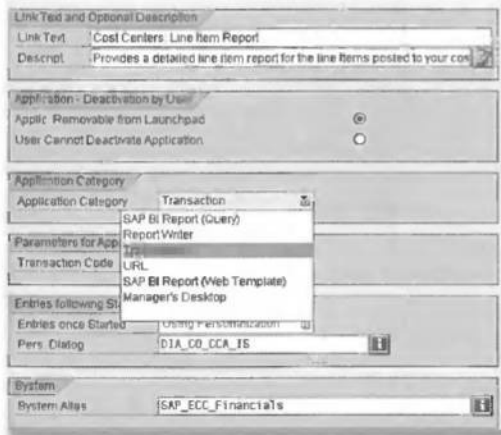 Link Text and Optional Description
Link Text Cost Centers: Line Item Report
Descript. Provides a detailed line item report for the line items posted to your cos
Application - Deactivation by User
Applic. Removable from Launchpad
User Cannot Deactivate Application
Application Category
Application Category Transaction
SAP BI Report (Query)
Report Writer
Parameters for App
Transaction Code URL
SAP BI Report (Web Template)
Manager's Desktop
Entries following St
Entries once Started Using Personalization
Pers. Dialog DIA_CO_CCA_IS
System
System Alias SAP_ECC_Financials